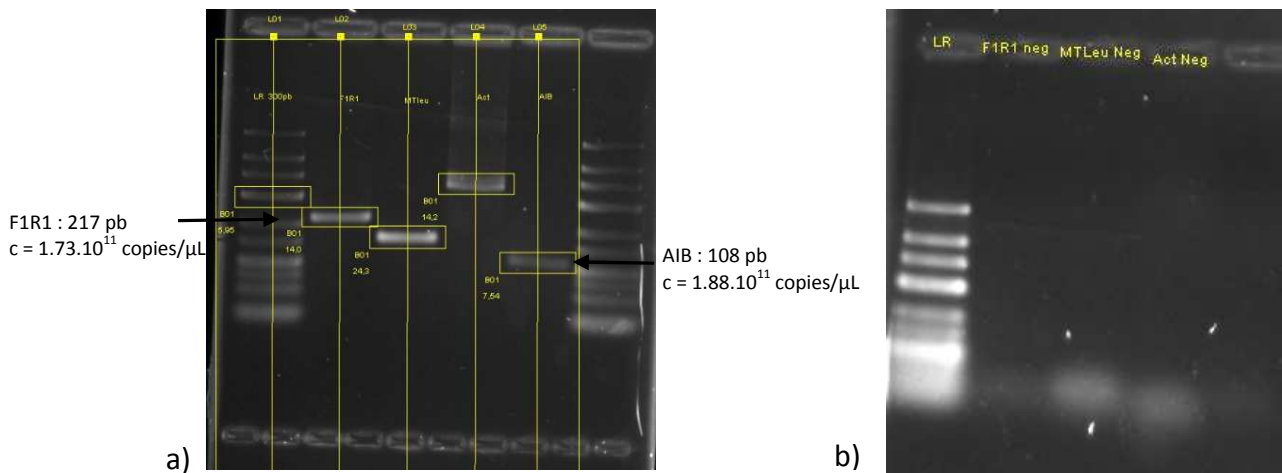 L01 L02 L03 L04 L05
LR 300pb F1R1 MTleu Act AIB
B01
5,95
B01
14,0
B01
24,3
B01
14,2
B01
7,54
F1R1 : 217 pb
c = 1.73.10¹¹ copies/µL
AIB : 108 pb
c = 1.88.10¹¹ copies/µL
a)
LR F1R1 neg MTLeu Neg Act Neg
b)